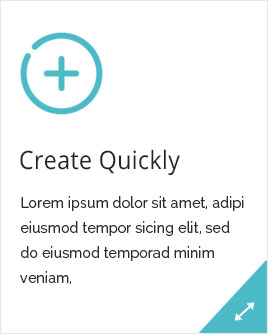 Create Quickly
Lorem ipsum dolor sit amet, adipi
eiusmod tempor sicing elit, sed
do eiusmod temporad minim
veniam,